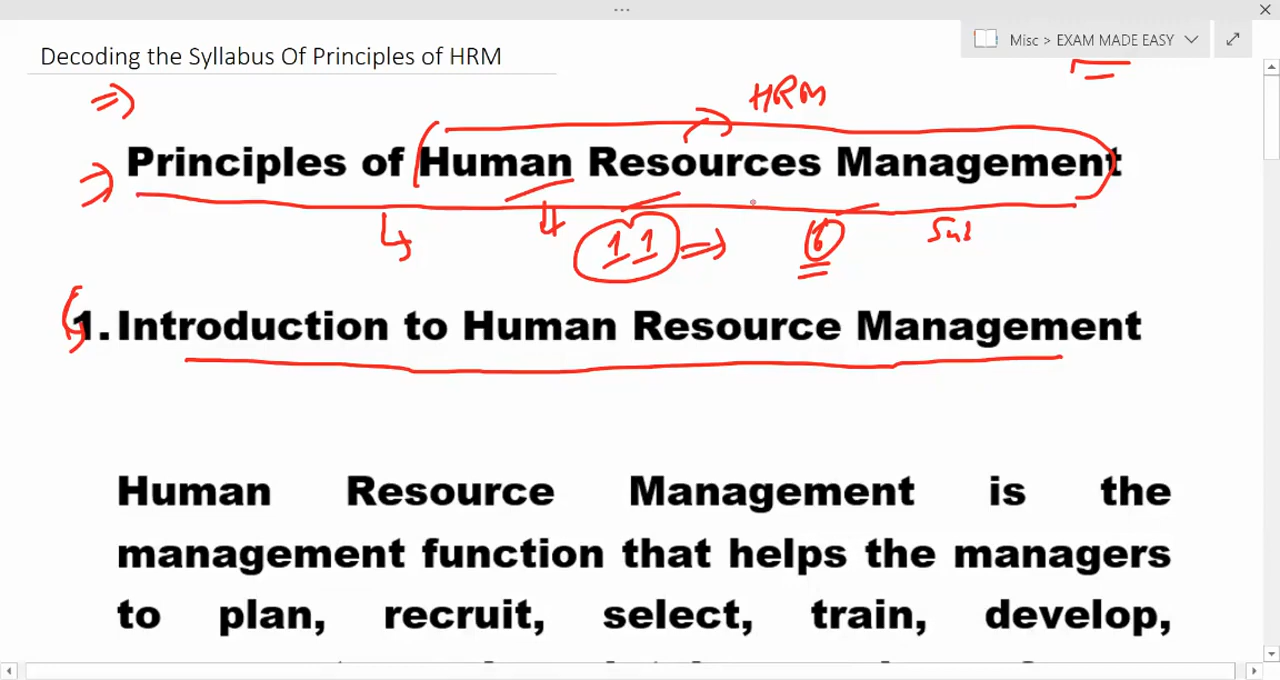 Misc > EXAM MADE EASY
Decoding the Syllabus Of Principles of HRM
HRM
Principles of Human Resources Management
11
1. Introduction to Human Resource Management
Human Resource Management is the
management function that helps the managers
to plan, recruit, select, train, develop,